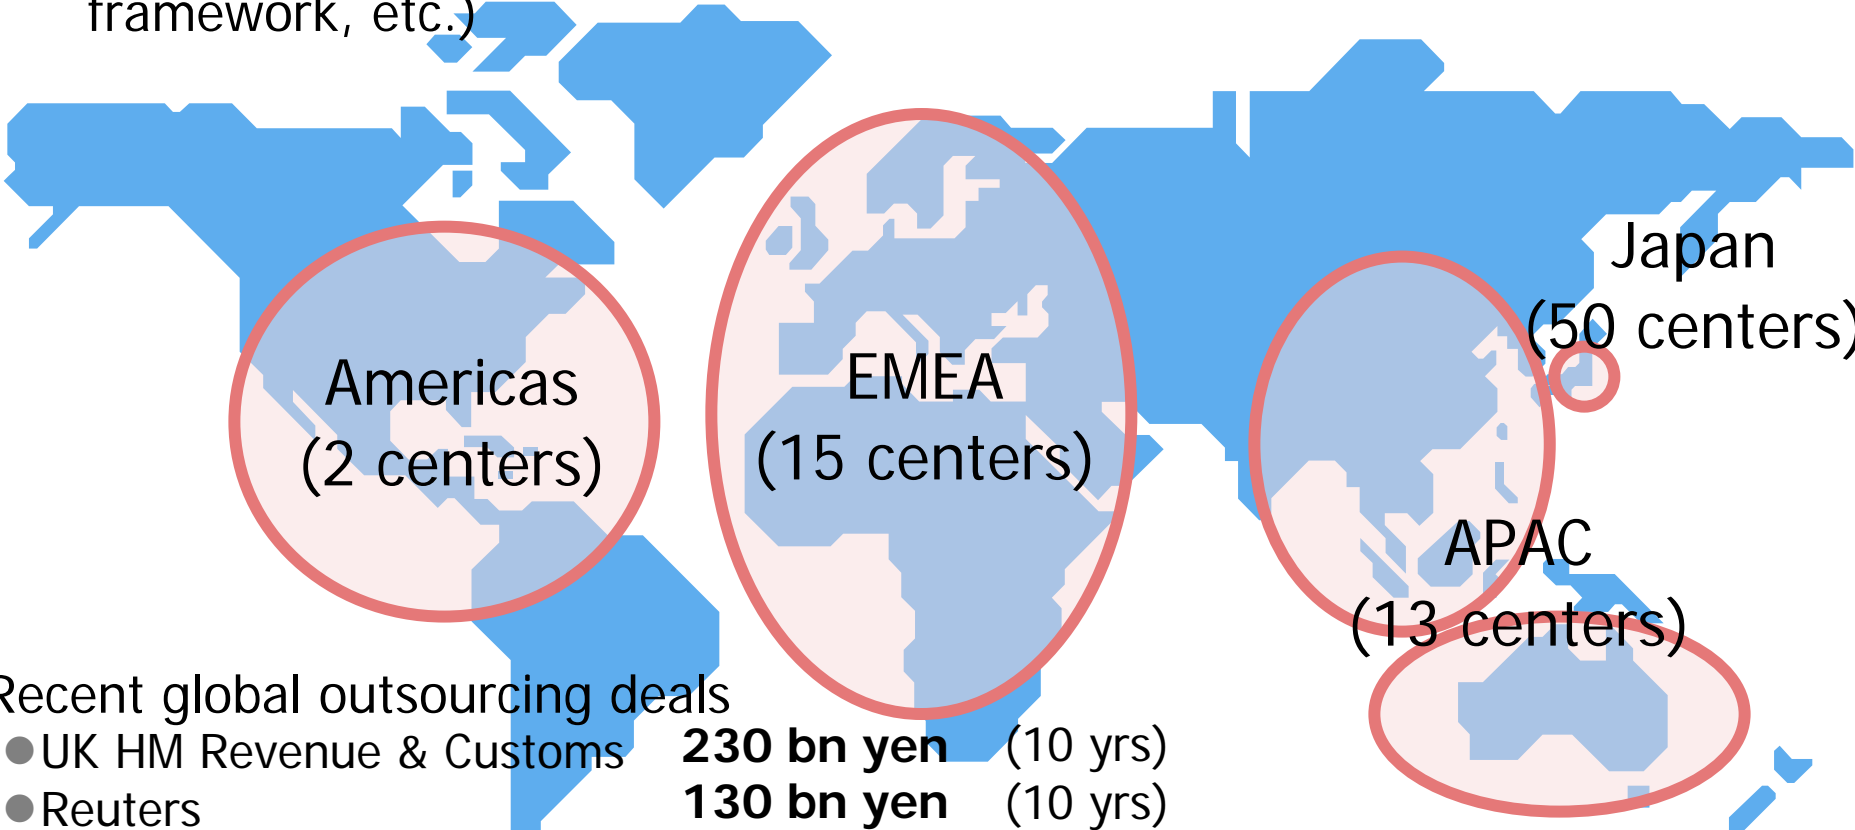 framework, etc.)
Japan
(50 centers)
Americas
(2 centers)
EMEA
(15 centers)
APAC
(13 centers)
Recent global outsourcing deals
●UK HM Revenue & Customs 230 bn yen (10 yrs)
●Reuters 130 bn yen (10 yrs)